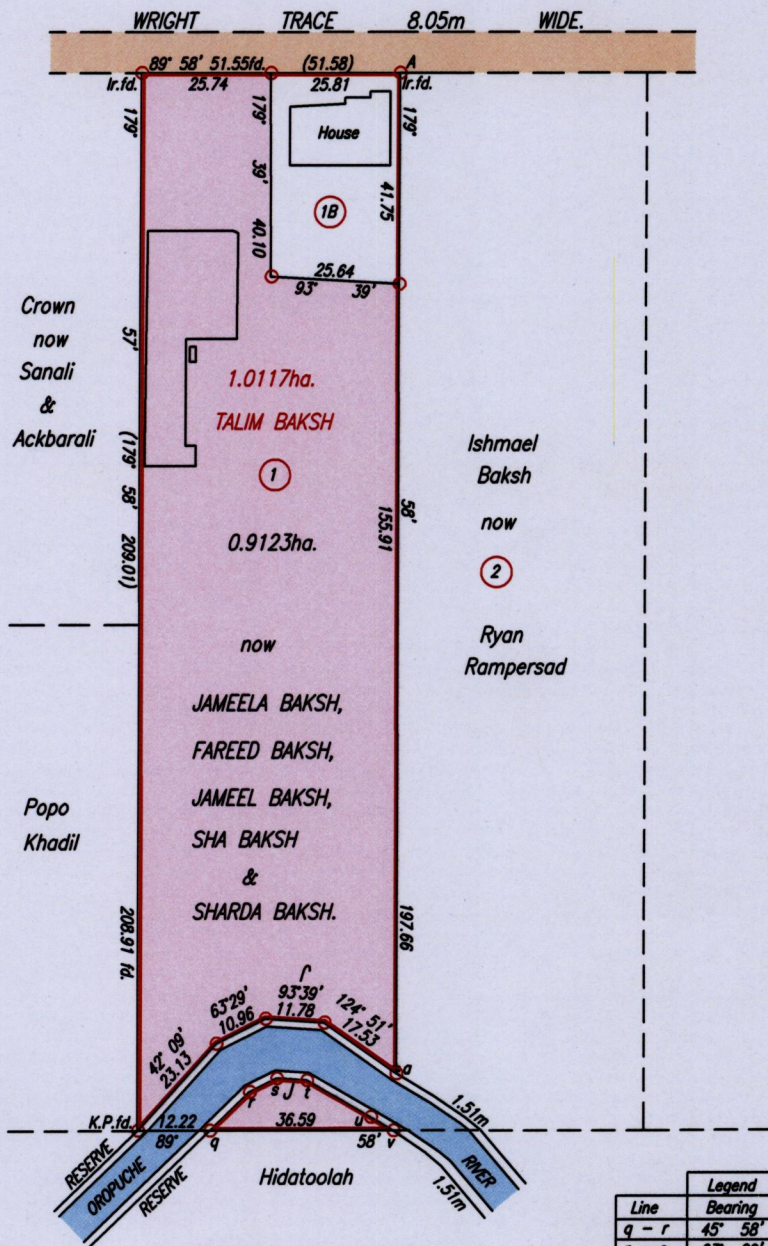 WRIGHT TRACE 8.05m WIDE.
89° 58' 51.55fd. (51.58) A
Ir.fd. 25.74 25.81 Ir.fd.
179°
179°
179°
House
39'
41.75
1B
40.10
25.64
93° 39'
Crown
now
Sanali
&
Ackbarali
57'
(179° 58' 209.01)
1.0117ha.
TALIM BAKSH
1
0.9123ha.
58'
155.91
Ishmael
Baksh
now
2
Ryan
Rampersad
now
JAMEELA BAKSH,
FAREED BAKSH,
JAMEEL BAKSH,
SHA BAKSH
&
SHARDA BAKSH.
Popo
Khadil
208.91 fd.
197.66
93°39'
11.78
63°29'
10.96
124° 51'
17.53
42° 09'
23.13
a
s t
r
u
1.51m
K.P.fd. 12.22 36.59
89° q 58' v
RESERVE
OROPUCHE
RESERVE
Hidatoolah
RIVER
1.51m
Legend
Line Bearing
q - r 45° 58'